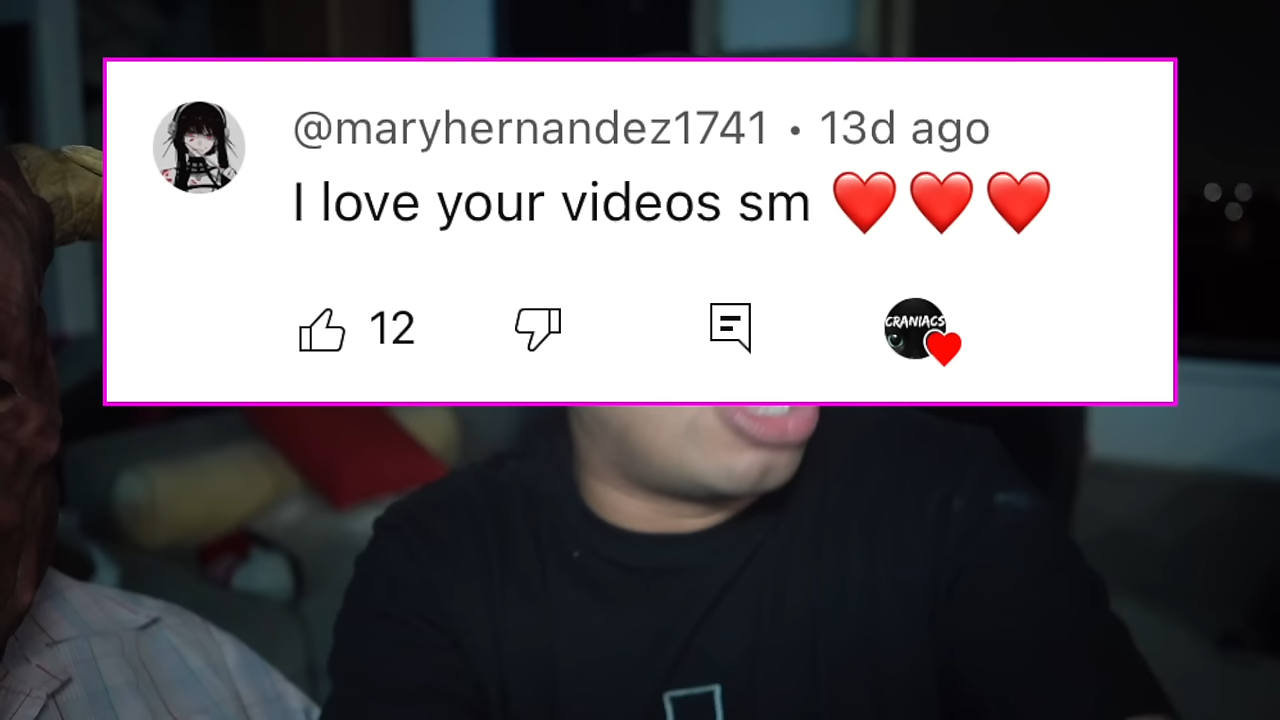 @maryhernandez1741 • 13d ago
I love your videos sm ❤️❤️❤️
12
CRANIACS